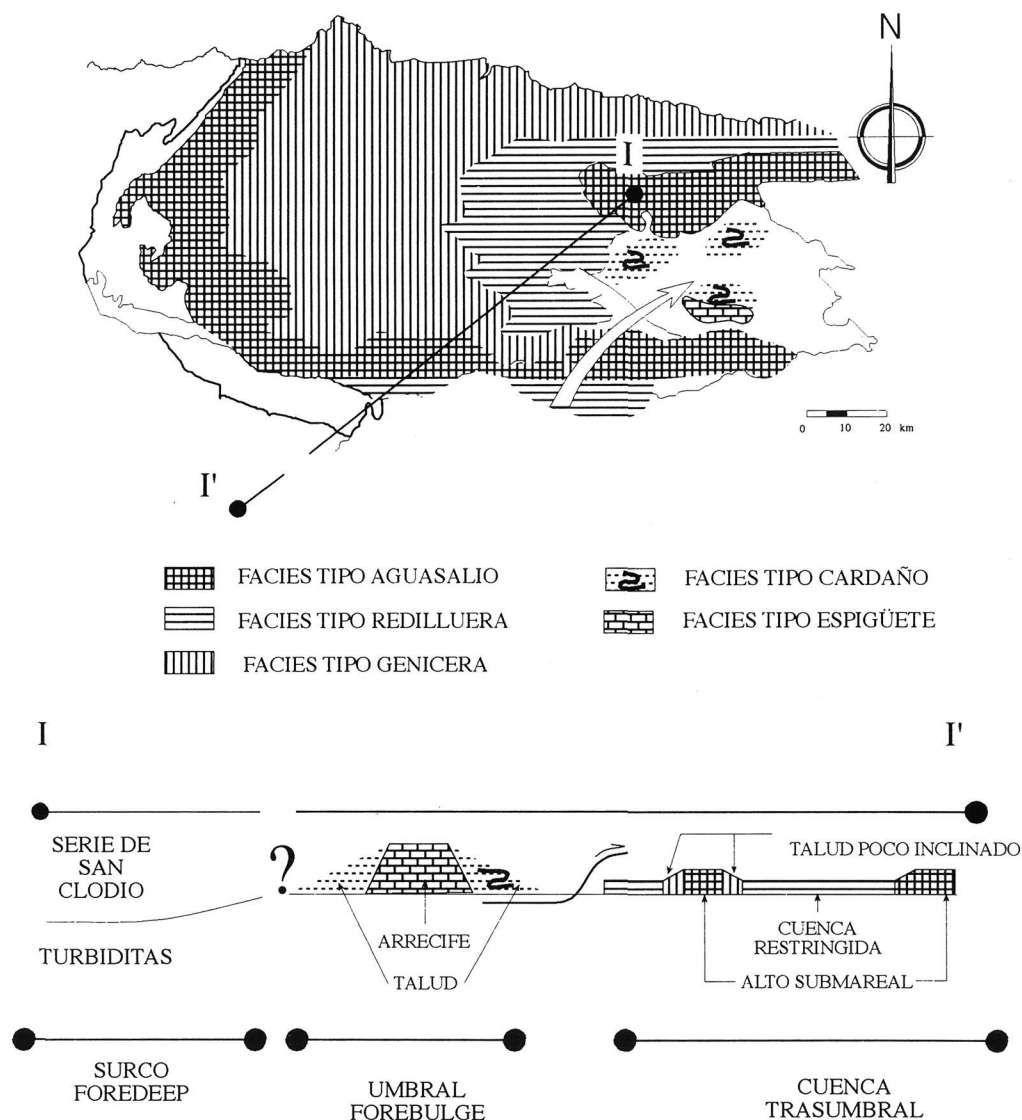 N
I
I'
0 10 20 km
FACIES TIPO AGUASALIO
FACIES TIPO CARDAÑO
FACIES TIPO REDILLUERA
FACIES TIPO ESPIGÜETE
FACIES TIPO GENICERA
I
I'
SERIE DE
SAN
CLODIO
?
TALUD POCO INCLINADO
ARRECIFE
CUENCA
RESTRINGIDA
TURBIDITAS
TALUD
ALTO SUBMAREAL
SURCO
FOREDEEP
UMBRAL
FOREBULGE
CUENCA
TRASUMBRAL